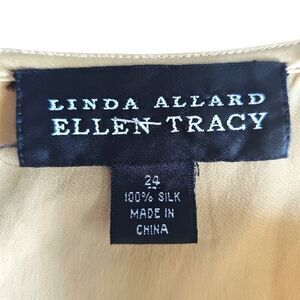 LINDA ALLARD
ELLEN TRACY
24
100% SILK
MADE IN
CHINA